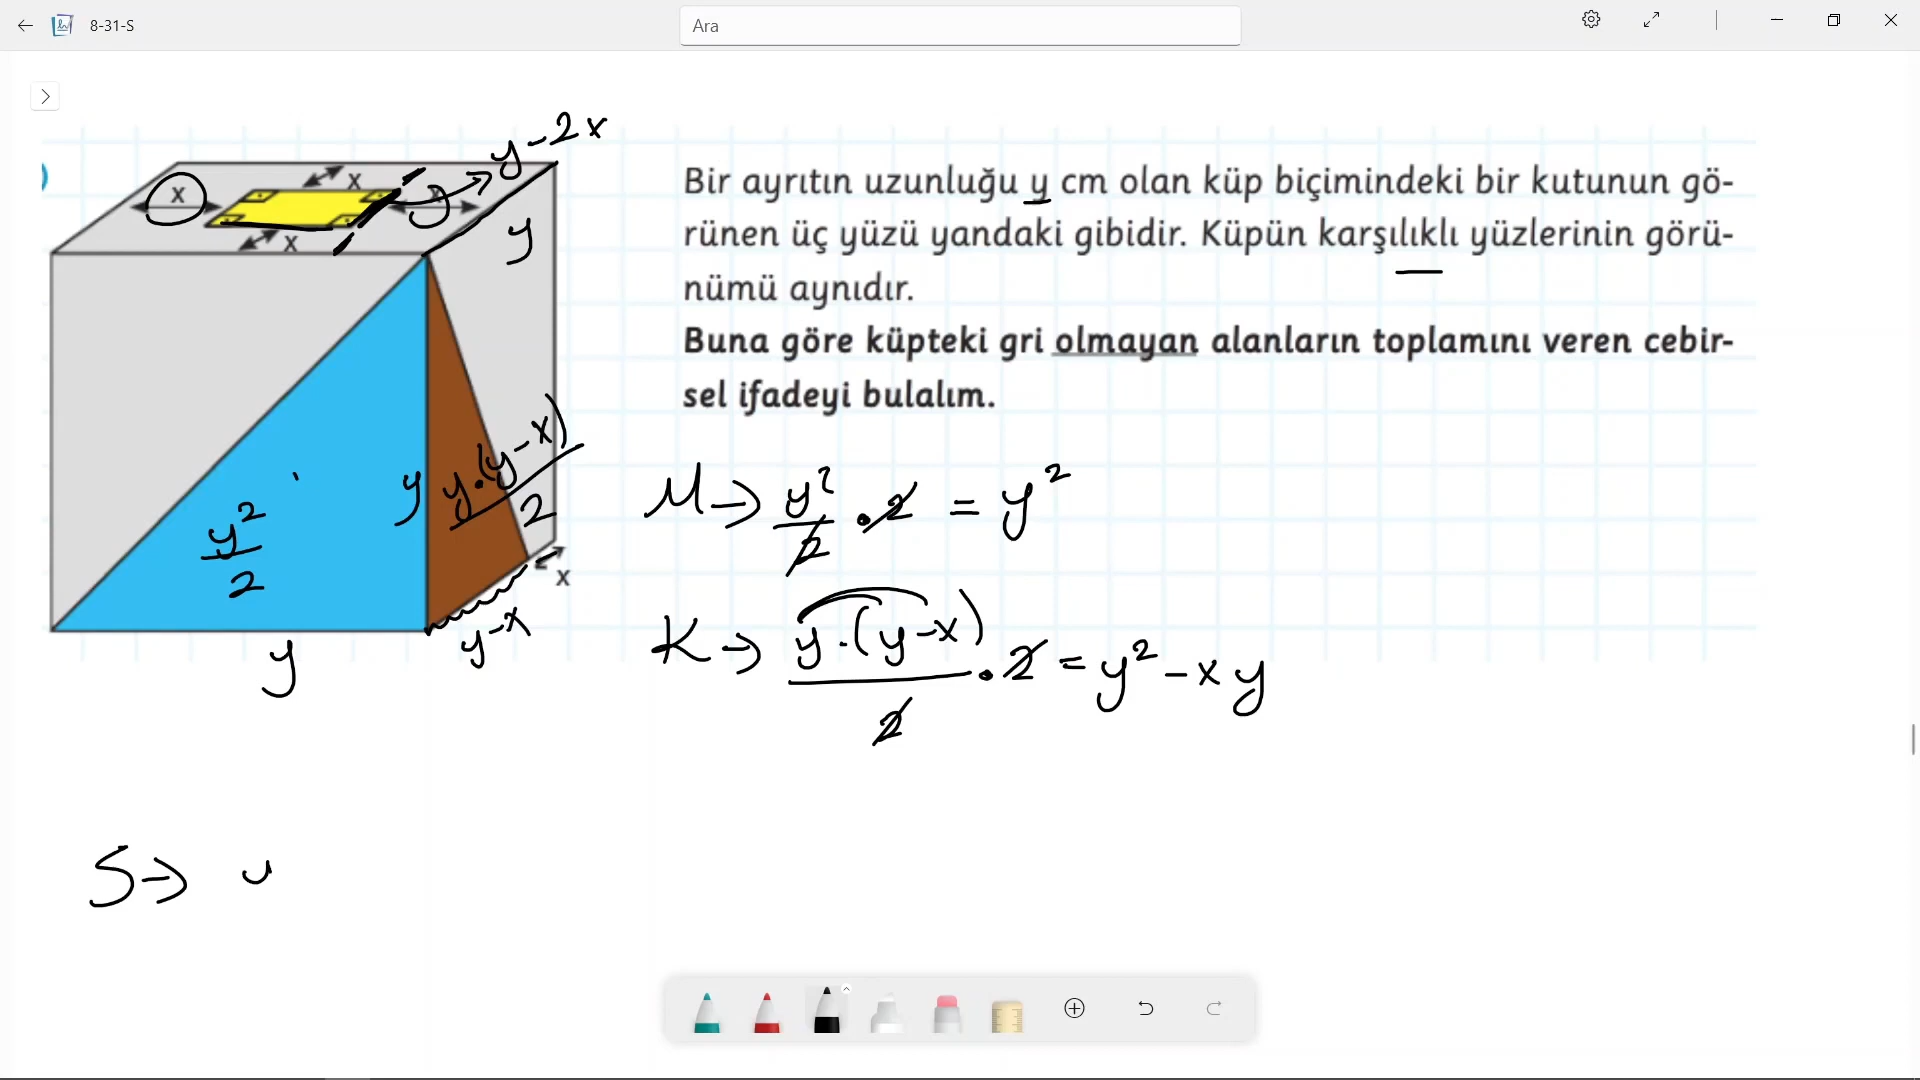 8-31-S
Ara
y-2x
x
x
x
y
x
Bir ayrıtın uzunluğu y cm olan küp biçimindeki bir kutunun gö-
rünen üç yüzü yandaki gibidir. Küpün karşılıklı yüzlerinin görü-
nümü aynıdır.
Buna göre küpteki gri olmayan alanların toplamını veren cebir-
sel ifadeyi bulalım.
y²/2
y
y.(y-x)/2
x
y-x
y
M→ y²/2 . 2 = y²
K→ y.(y-x)/2 . 2 = y²-xy
S→